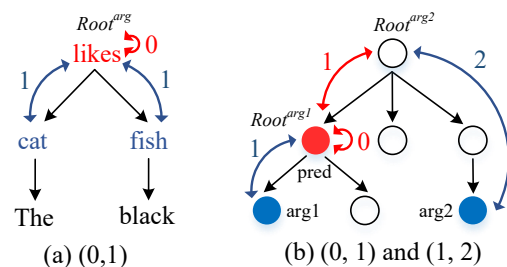 Root^arg
likes 0
1 1
cat fish
The black
(a) (0,1)
Root^arg2
1 2
Root^arg1
1 0
pred
arg1 arg2
(b) (0, 1) and (1, 2)